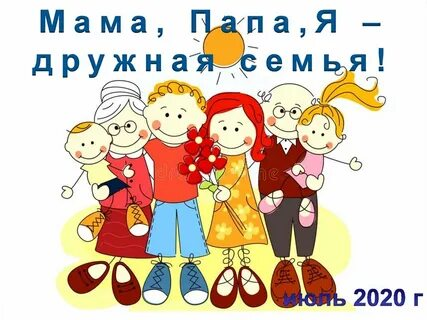 Мама, Папа,Я –
дружная семья!
июль 2020 г